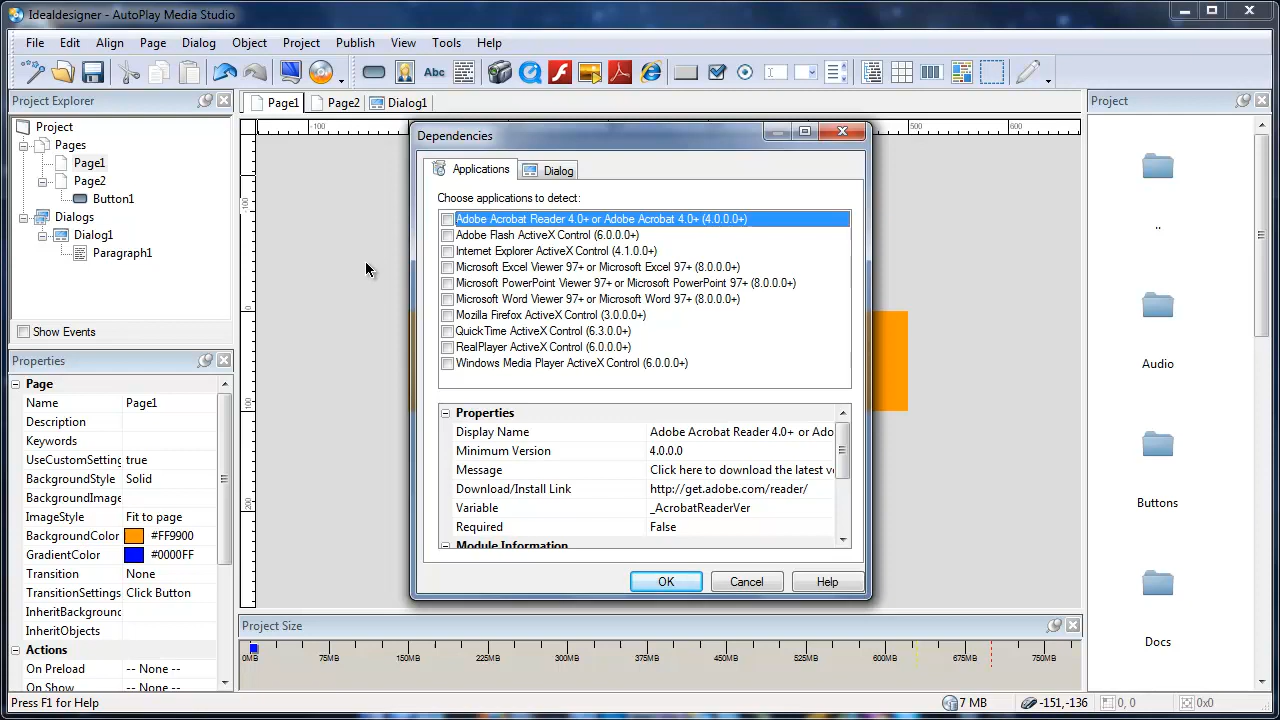 Idealdesigner - AutoPlay Media Studio
File Edit Align Page Dialog Object Project Publish View Tools Help
Abc
Project Explorer
Page1 Page2 Dialog1
Project
Project
Pages
Page1
Page2
Button1
Dialogs
Dialog1
Paragraph1
Show Events
-100 500 600
-100
0
100
200
Dependencies
Applications Dialog
Choose applications to detect:
Adobe Acrobat Reader 4.0+ or Adobe Acrobat 4.0+ (4.0.0.0+)
Adobe Flash ActiveX Control (6.0.0.0+)
Internet Explorer ActiveX Control (4.1.0.0+)
Microsoft Excel Viewer 97+ or Microsoft Excel 97+ (8.0.0.0+)
Microsoft PowerPoint Viewer 97+ or Microsoft PowerPoint 97+ (8.0.0.0+)
Microsoft Word Viewer 97+ or Microsoft Word 97+ (8.0.0.0+)
Mozilla Firefox ActiveX Control (3.0.0.0+)
QuickTime ActiveX Control (6.3.0.0+)
RealPlayer ActiveX Control (6.0.0.0+)
Windows Media Player ActiveX Control (6.0.0.0+)
Properties
Display Name Adobe Acrobat Reader 4.0+ or Ado
Minimum Version 4.0.0.0
Message Click here to download the latest v
Download/Install Link http://get.adobe.com/reader/
Variable _AcrobatReaderVer
Required False
Module Information
OK Cancel Help
..
Audio
Buttons
Docs
Properties
Page
Name Page1
Description
Keywords
UseCustomSetting true
BackgroundStyle Solid
BackgroundImage
ImageStyle Fit to page
BackgroundColor #FF9900
GradientColor #0000FF
Transition None
TransitionSettings Click Button
InheritBackground
InheritObjects
Actions
On Preload -- None --
On Show -- None --
Project Size
0MB 75MB 150MB 225MB 300MB 375MB 450MB 525MB 600MB 675MB 750MB
Press F1 for Help 7 MB -151,-136 0, 0 0x0